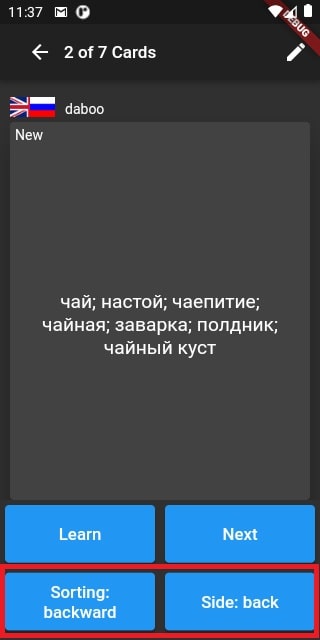 11:37
DEBUG
2 of 7 Cards
daboo
New
чай; настой; чаепитие;
чайная; заварка; полдник;
чайный куст
Learn
Next
Sorting:
backward
Side: back